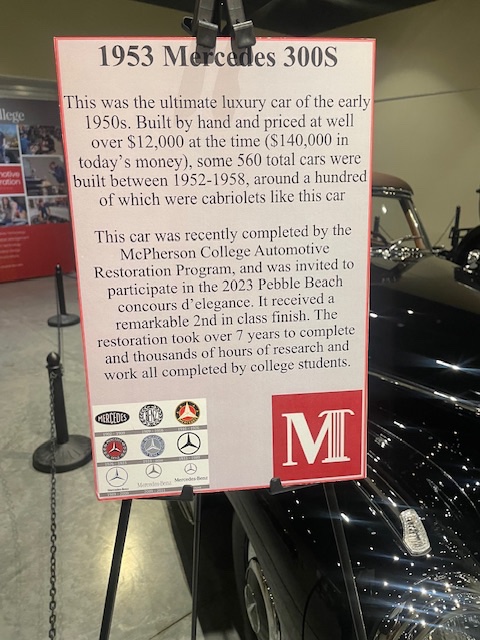 1953 Mercedes 300S
This was the ultimate luxury car of the early
1950s. Built by hand and priced at well
over $12,000 at the time ($140,000 in
today's money), some 560 total cars were
built between 1952-1958, around a hundred
of which were cabriolets like this car
This car was recently completed by the
McPherson College Automotive
Restoration Program, and was invited to
participate in the 2023 Pebble Beach
concours d'elegance. It received a
remarkable 2nd in class finish. The
restoration took over 7 years to complete
and thousands of hours of research and
work all completed by college students.
MERCEDES
Mercedes-Benz
Mercedes-Benz
M
llege
motive
oration